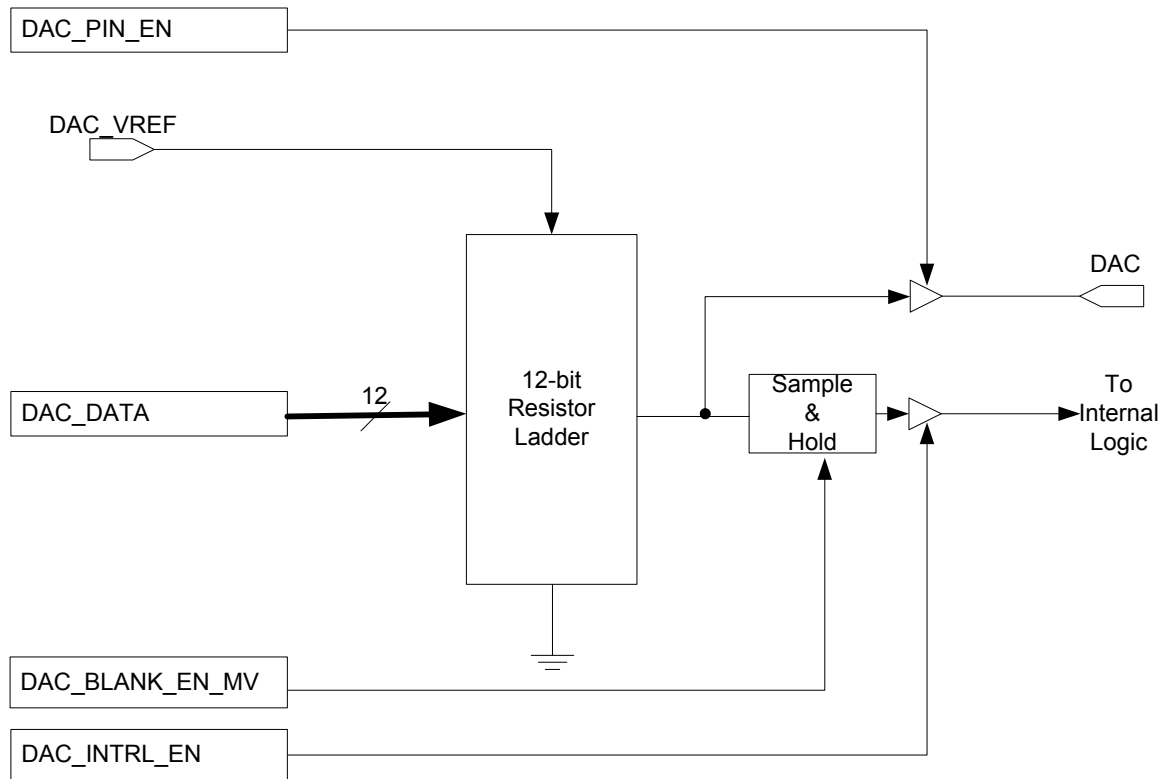 DAC_PIN_EN
DAC_VREF
DAC
12-bit
Resistor
Ladder
DAC_DATA
12
Sample
&
Hold
To
Internal
Logic
DAC_BLANK_EN_MV
DAC_INTRL_EN